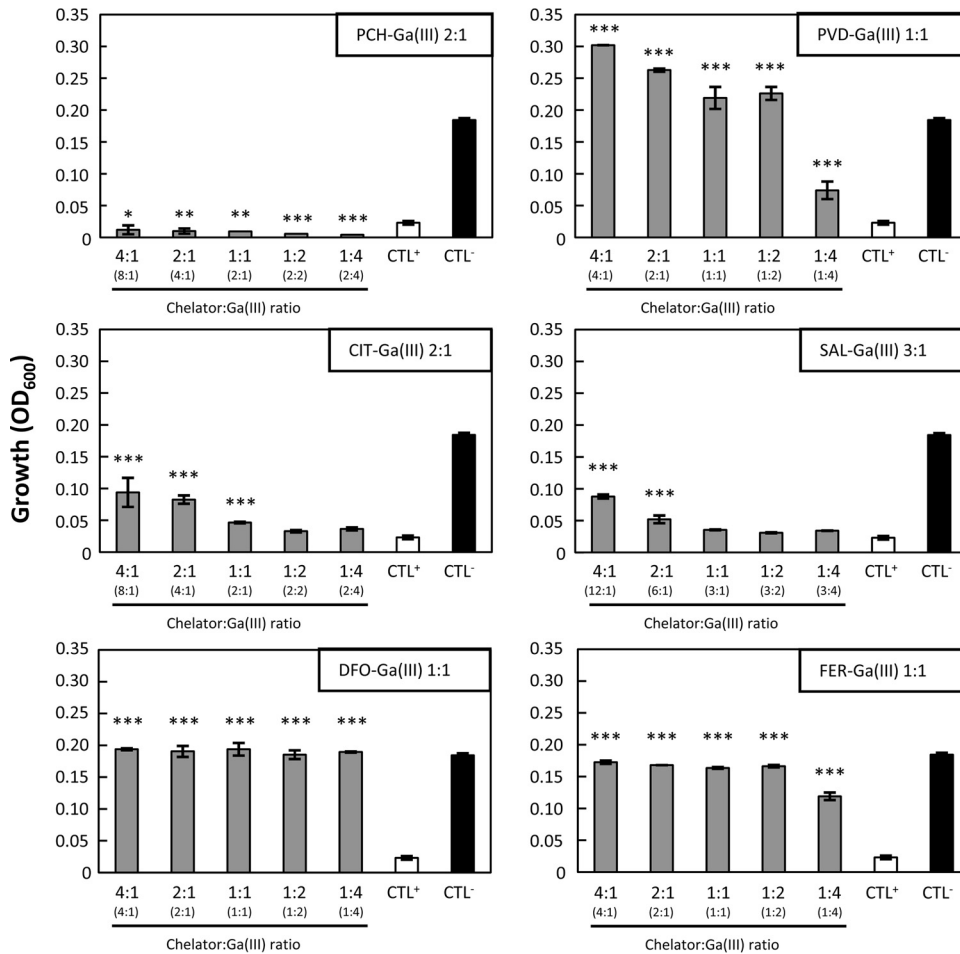 Growth (OD600)
PCH-Ga(III) 2:1
0.35
0.30
0.25
0.20
0.15
0.10
0.05
0
* ** ** *** ***
4:1 2:1 1:1 1:2 1:4 CTL+ CTL-
(8:1) (4:1) (2:1) (2:2) (2:4)
Chelator:Ga(III) ratio
PVD-Ga(III) 1:1
0.35
0.30
0.25
0.20
0.15
0.10
0.05
0
*** *** *** *** ***
4:1 2:1 1:1 1:2 1:4 CTL+ CTL-
(4:1) (2:1) (1:1) (1:2) (1:4)
Chelator:Ga(III) ratio
CIT-Ga(III) 2:1
0.35
0.30
0.25
0.20
0.15
0.10
0.05
0
*** *** ***
4:1 2:1 1:1 1:2 1:4 CTL+ CTL-
(8:1) (4:1) (2:1) (2:2) (2:4)
Chelator:Ga(III) ratio
SAL-Ga(III) 3:1
0.35
0.30
0.25
0.20
0.15
0.10
0.05
0
*** ***
4:1 2:1 1:1 1:2 1:4 CTL+ CTL-
(12:1) (6:1) (3:1) (3:2) (3:4)
Chelator:Ga(III) ratio
DFO-Ga(III) 1:1
0.35
0.30
0.25
0.20
0.15
0.10
0.05
0
*** *** *** *** ***
4:1 2:1 1:1 1:2 1:4 CTL+ CTL-
(4:1) (2:1) (1:1) (1:2) (1:4)
Chelator:Ga(III) ratio
FER-Ga(III) 1:1
0.35
0.30
0.25
0.20
0.15
0.10
0.05
0
*** *** *** *** ***
4:1 2:1 1:1 1:2 1:4 CTL+ CTL-
(4:1) (2:1) (1:1) (1:2) (1:4)
Chelator:Ga(III) ratio